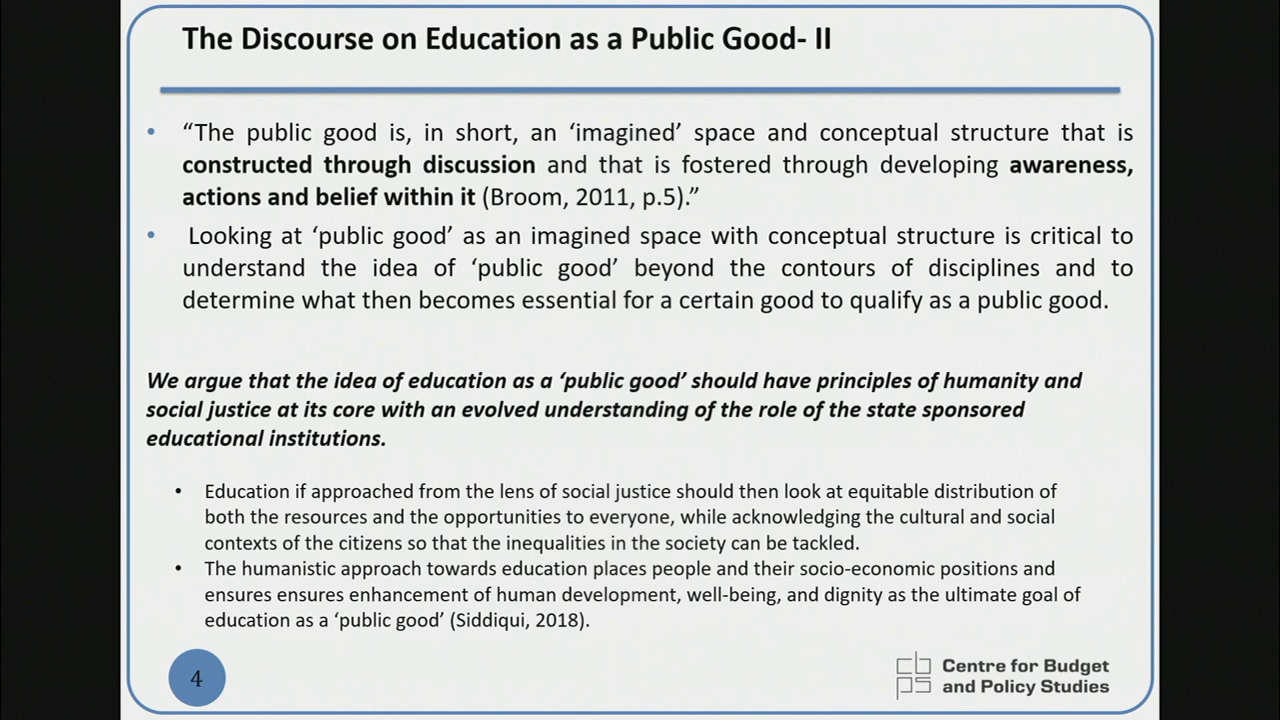 The Discourse on Education as a Public Good- II
• “The public good is, in short, an ‘imagined’ space and conceptual structure that is
constructed through discussion and that is fostered through developing awareness,
actions and belief within it (Broom, 2011, p.5).”
• Looking at ‘public good’ as an imagined space with conceptual structure is critical to
understand the idea of ‘public good’ beyond the contours of disciplines and to
determine what then becomes essential for a certain good to qualify as a public good.
We argue that the idea of education as a ‘public good’ should have principles of humanity and
social justice at its core with an evolved understanding of the role of the state sponsored
educational institutions.
• Education if approached from the lens of social justice should then look at equitable distribution of
both the resources and the opportunities to everyone, while acknowledging the cultural and social
contexts of the citizens so that the inequalities in the society can be tackled.
• The humanistic approach towards education places people and their socio-economic positions and
ensures ensures enhancement of human development, well-being, and dignity as the ultimate goal of
education as a ‘public good’ (Siddiqui, 2018).
4
cb
ps
Centre for Budget
and Policy Studies